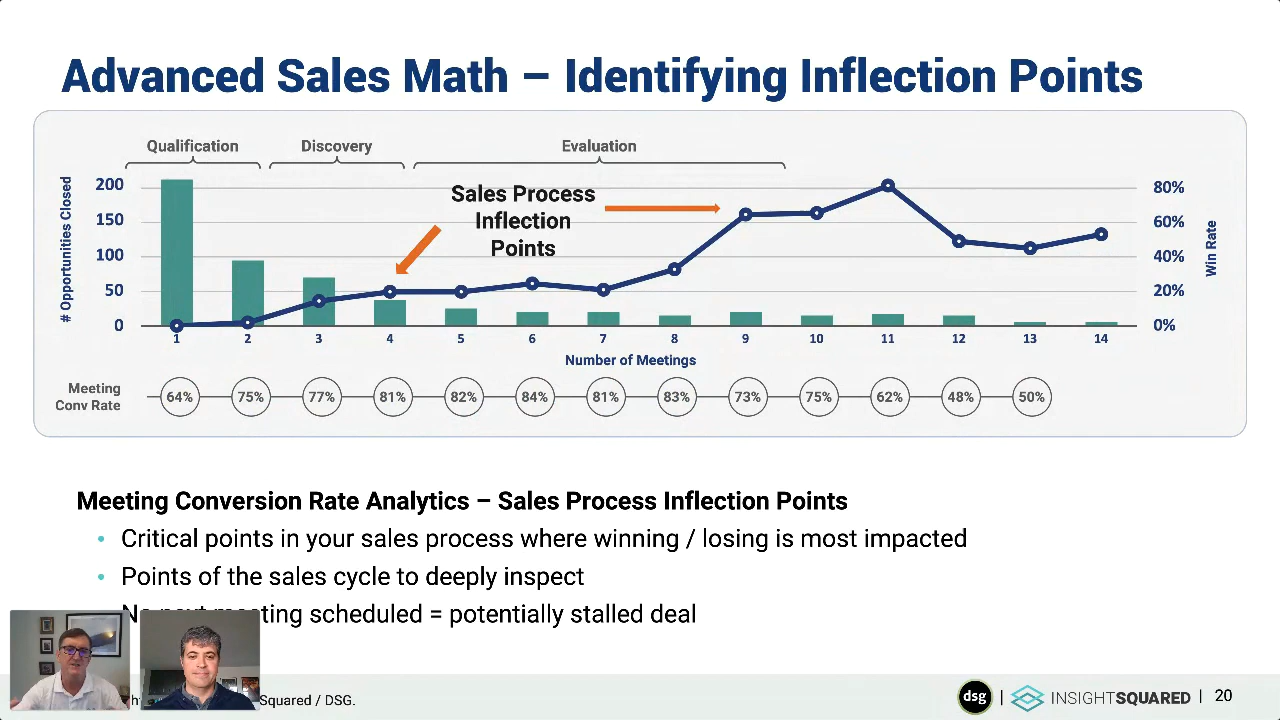 Advanced Sales Math – Identifying Inflection Points
Qualification
Discovery
Evaluation
# Opportunities Closed
200
150
100
50
0
Sales Process
Inflection
Points
80%
60%
40%
20%
0%
Win Rate
1 2 3 4 5 6 7 8 9 10 11 12 13 14
Number of Meetings
Meeting
Conv Rate
64% 75% 77% 81% 82% 84% 81% 83% 73% 75% 62% 48% 50%
Meeting Conversion Rate Analytics – Sales Process Inflection Points
• Critical points in your sales process where winning / losing is most impacted
• Points of the sales cycle to deeply inspect
scheduled = potentially stalled deal
Squared / DSG.
dsg | INSIGHTSQUARED | 20